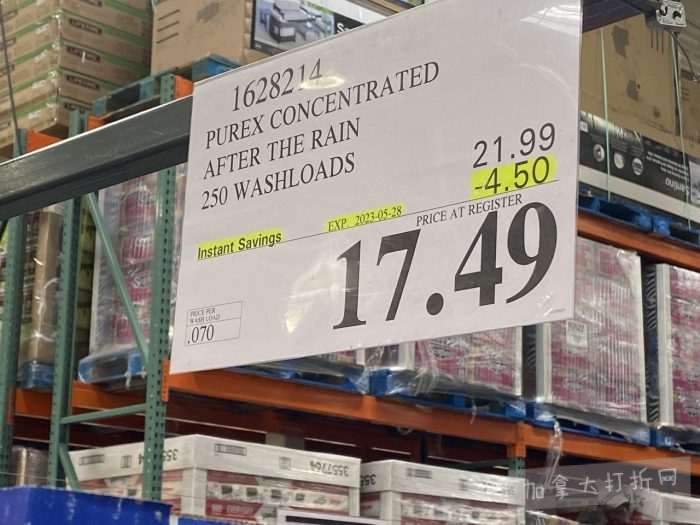 1628214
PUREX CONCENTRATED
AFTER THE RAIN
250 WASHLOADS
21.99
-4.50
Instant Savings
EXP. 2023-05-28
PRICE AT REGISTER
17.49
PRICE PER
WASH LOAD
.070
3557764
加拿大打折网